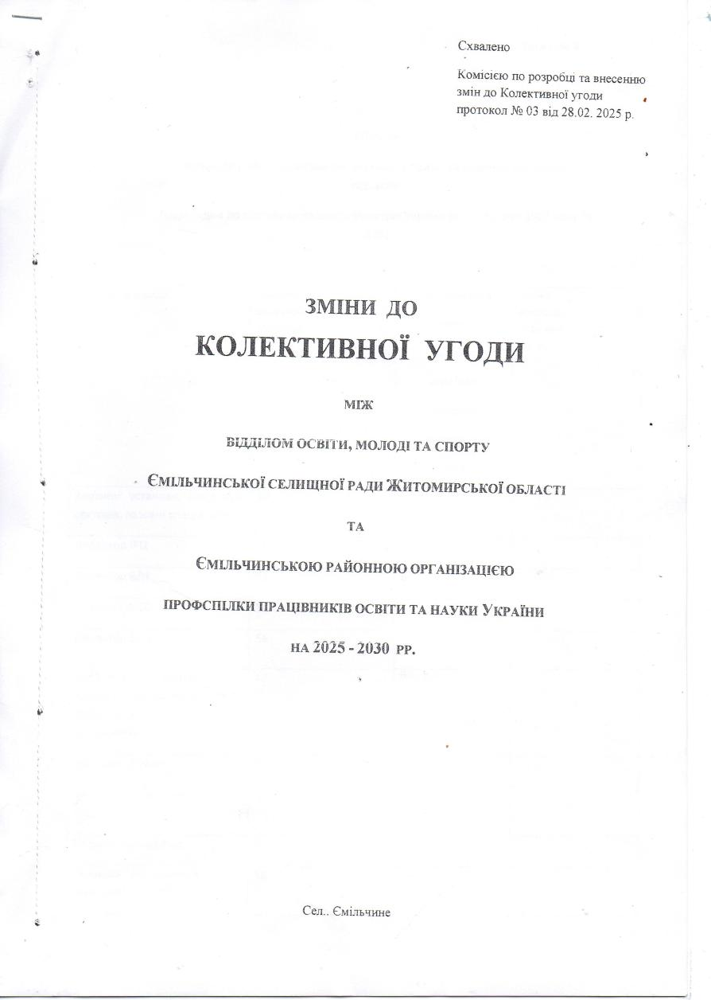 Схвалено
Комісією по розробці та внесенню
змін до Колективної угоди
протокол № 03 від 28.02. 2025 р.
ЗМІНИ ДО
КОЛЕКТИВНОЇ УГОДИ
МІЖ
ВІДДІЛОМ ОСВІТИ, МОЛОДІ ТА СПОРТУ
ЄМІЛЬЧИНСЬКОЇ СЕЛИЩНОЇ РАДИ ЖИТОМИРСЬКОЇ ОБЛАСТІ
ТА
ЄМІЛЬЧИНСЬКОЮ РАЙОННОЮ ОРГАНІЗАЦІЄЮ
ПРОФСПІЛКИ ПРАЦІВНИКІВ ОСВІТИ ТА НАУКИ УКРАЇНИ
НА 2025 - 2030 РР.
Сел.. Ємільчине